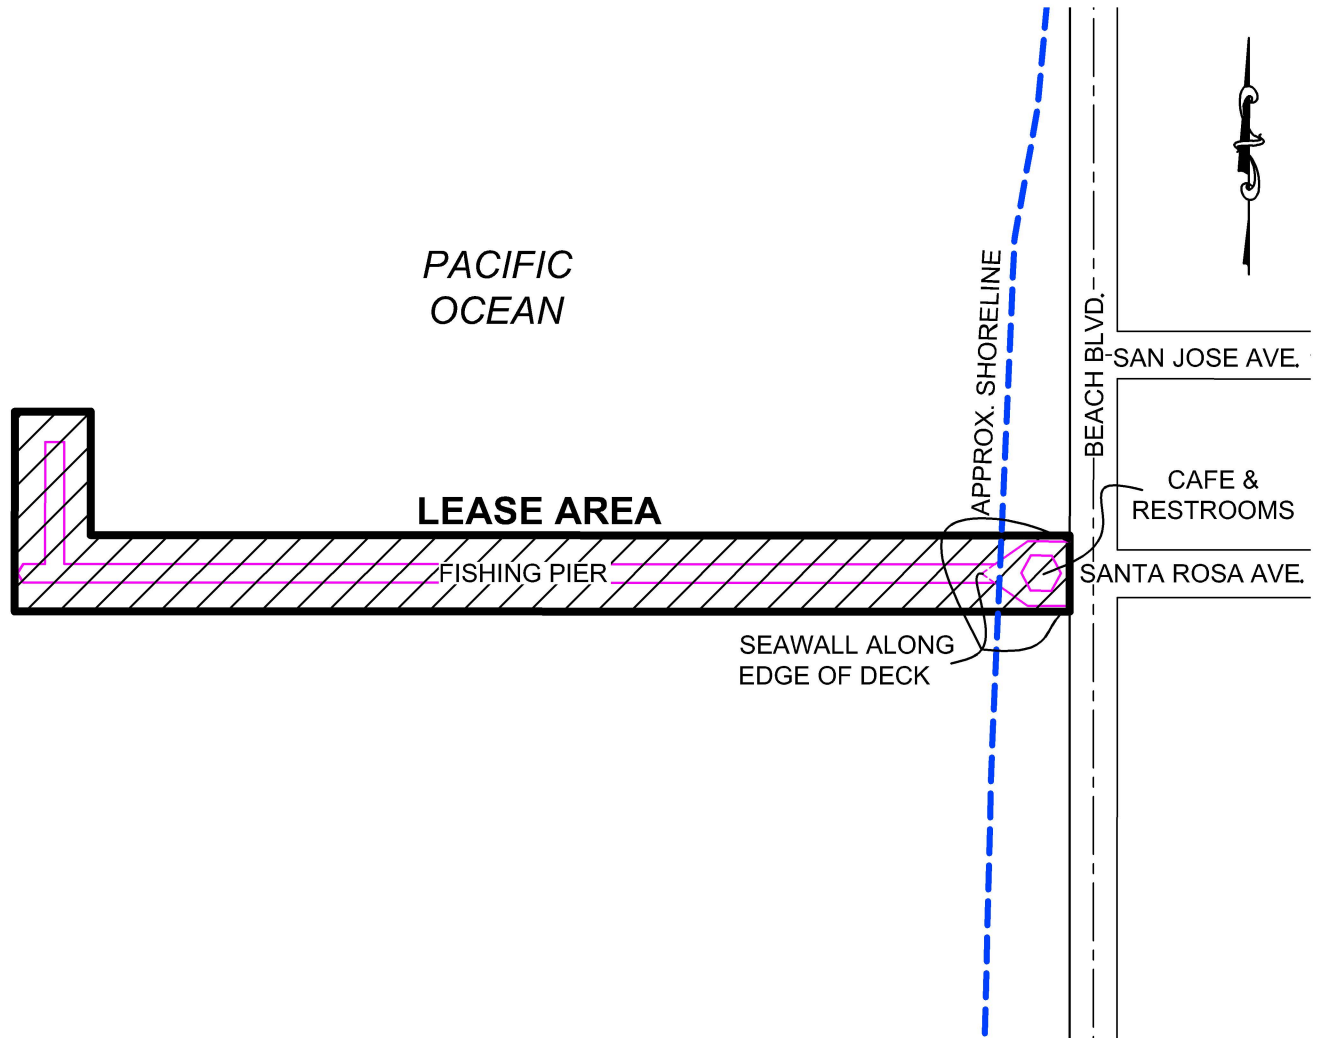 PACIFIC
OCEAN
APPROX. SHORELINE
BEACH BLVD.
SAN JOSE AVE.
CAFE &
RESTROOMS
LEASE AREA
FISHING PIER
SANTA ROSA AVE.
SEAWALL ALONG
EDGE OF DECK